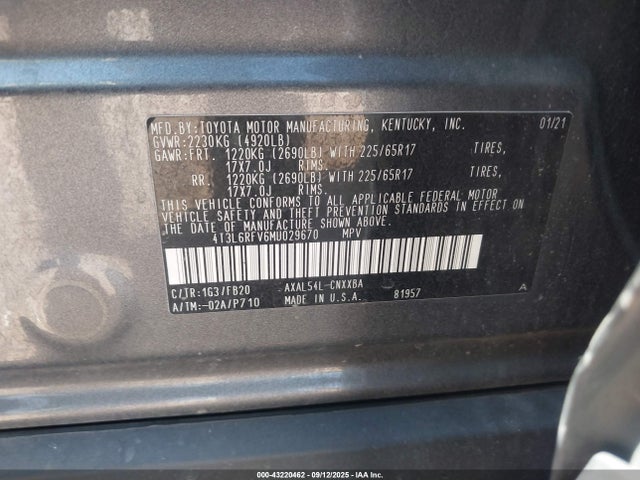 MFD.BY:TOYOTA MOTOR MANUFACTURING, KENTUCKY, INC. 01/21
GVWR:2230KG (4920LB)
GAWR:FRT. 1220KG (2690LB) WITH 225/65R17 TIRES,
17X7.0J RIMS.
RR. 1220KG (2690LB) WITH 225/65R17 TIRES,
17X7.0J RIMS.
THIS VEHICLE CONFORMS TO ALL APPLICABLE FEDERAL MOTOR
VEHICLE SAFETY AND THEFT PREVENTION STANDARDS IN EFFECT ON
THE DATE OF MANUFACTURE SHOWN ABOVE.
4T3L6RFV6MU029670 MPV
C/TR:1G3/FB20 AXAL54L-CNXXBA
A/TM:-02A/P710 MADE IN U.S.A. 81957 A
000-43220462 - 09/12/2025 - IAA Inc.